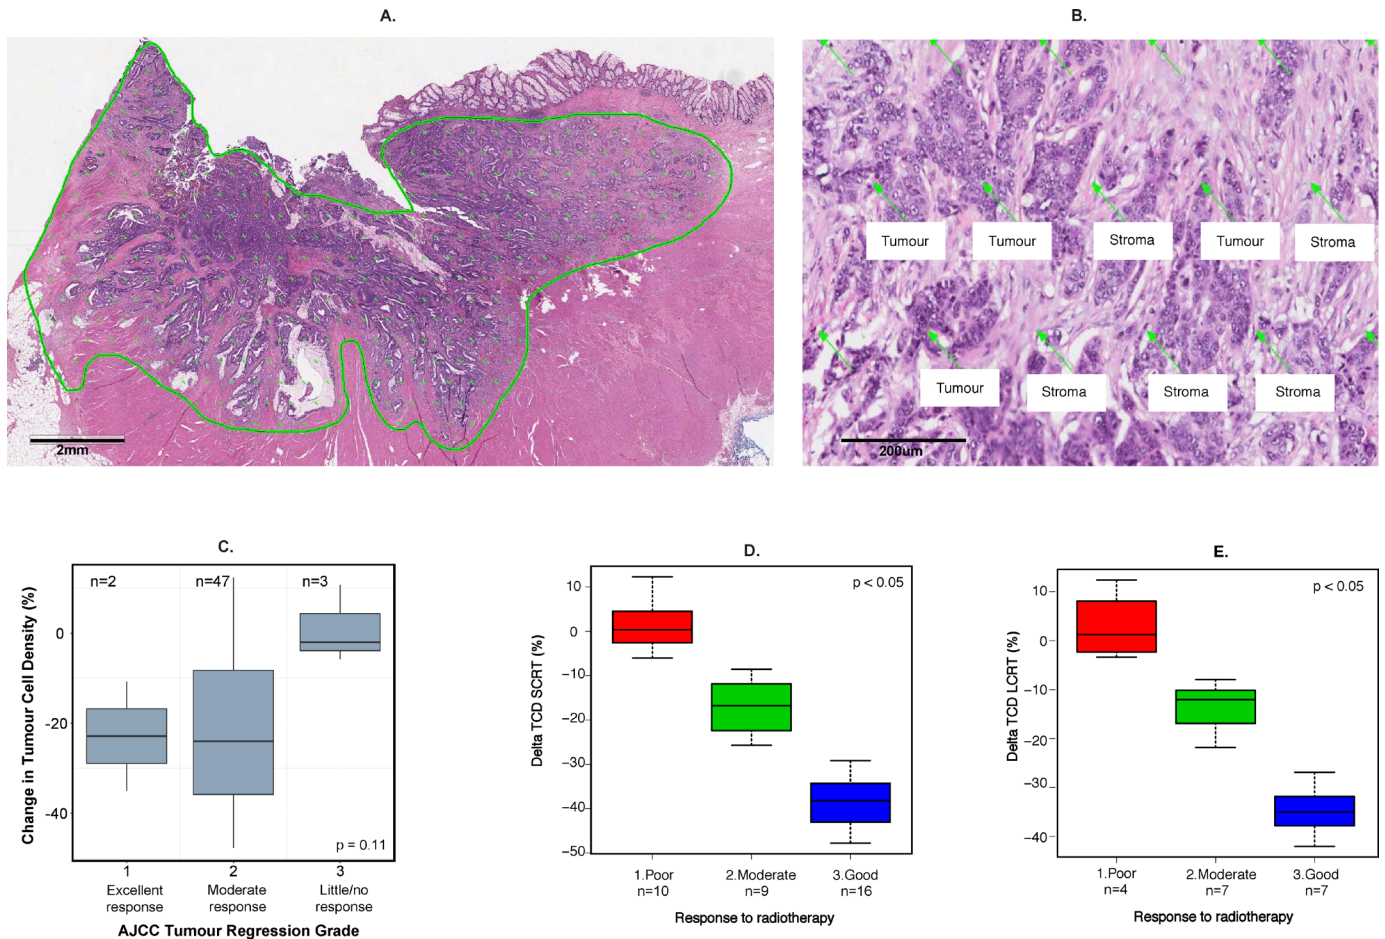 A.
B.
2mm
Tumour
Tumour
Stroma
Tumour
Stroma
Tumour
Stroma
Stroma
Stroma
200um
C.
Change in Tumour Cell Density (%)
0
-20
-40
n=2
n=47
n=3
p = 0.11
1
2
3
Excellent
response
Moderate
response
Little/no
response
AJCC Tumour Regression Grade
D.
Delta TCD SCRT (%)
10
0
−10
−20
−30
−40
−50
p < 0.05
1.Poor
n=10
2.Moderate
n=9
3.Good
n=16
Response to radiotherapy
E.
Delta TCD LCRT (%)
10
0
−10
−20
−30
−40
p < 0.05
1.Poor
n=4
2.Moderate
n=7
3.Good
n=7
Response to radiotherapy